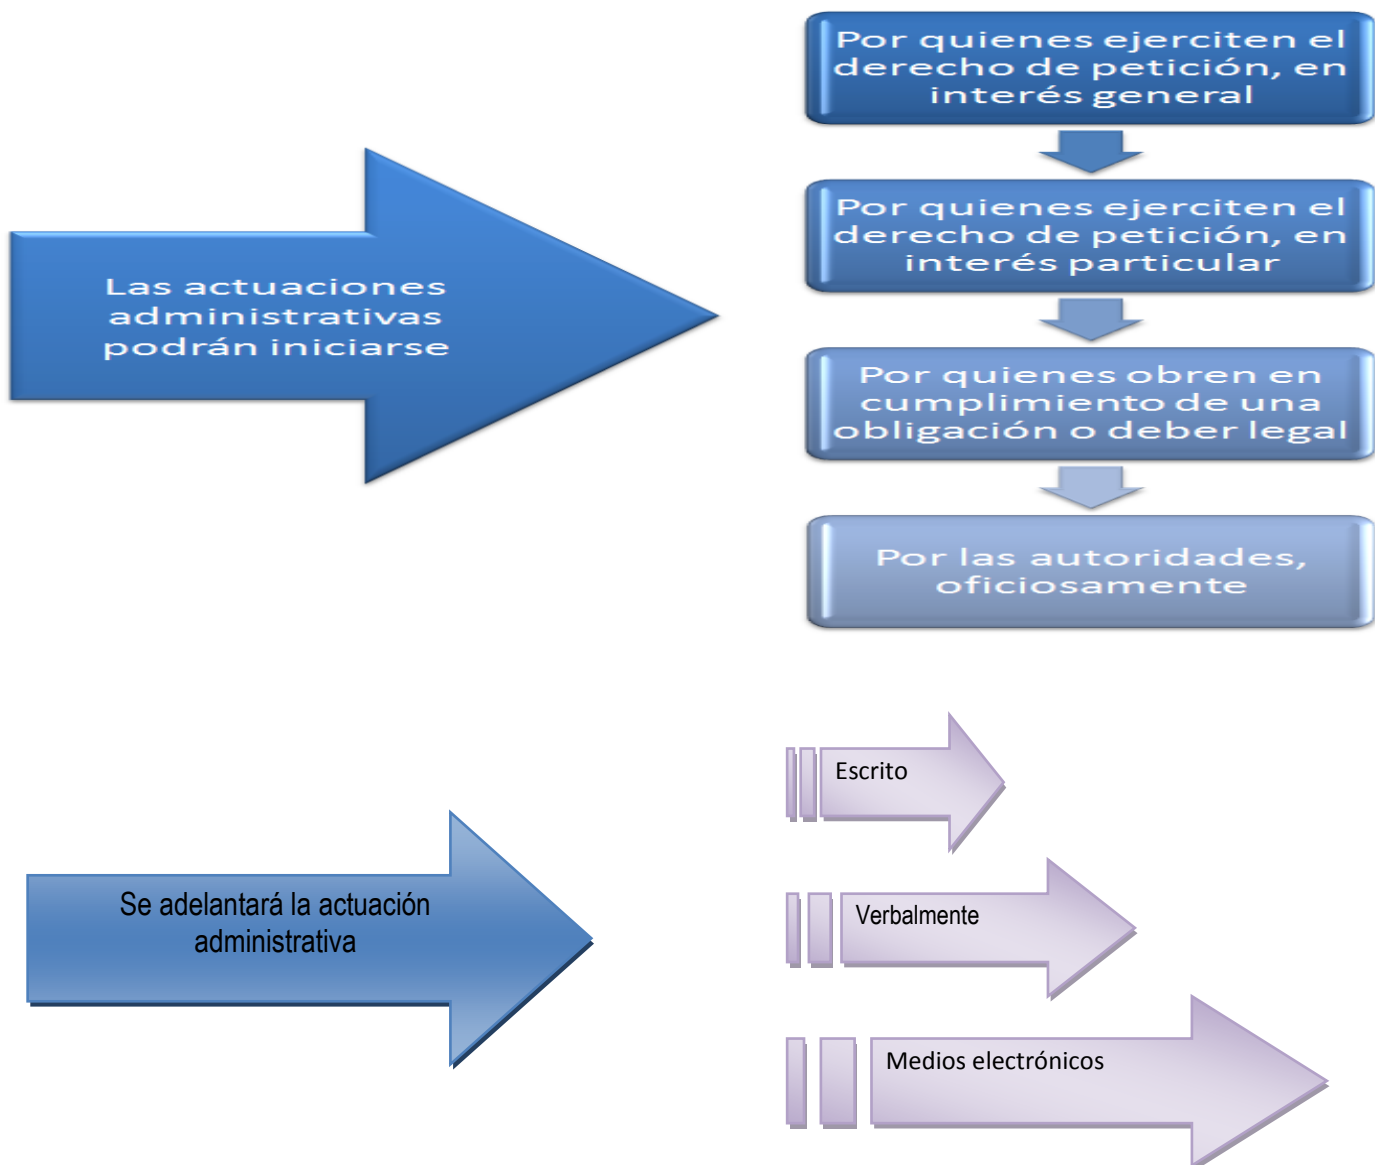 Las actuaciones
administrativas
podrán iniciarse
Por quienes ejerciten el
derecho de petición, en
interés general
Por quienes ejerciten el
derecho de petición, en
interés particular
Por quienes obren en
cumplimiento de una
obligación o deber legal
Por las autoridades,
oficiosamente
Se adelantará la actuación
administrativa
Escrito
Verbalmente
Medios electrónicos